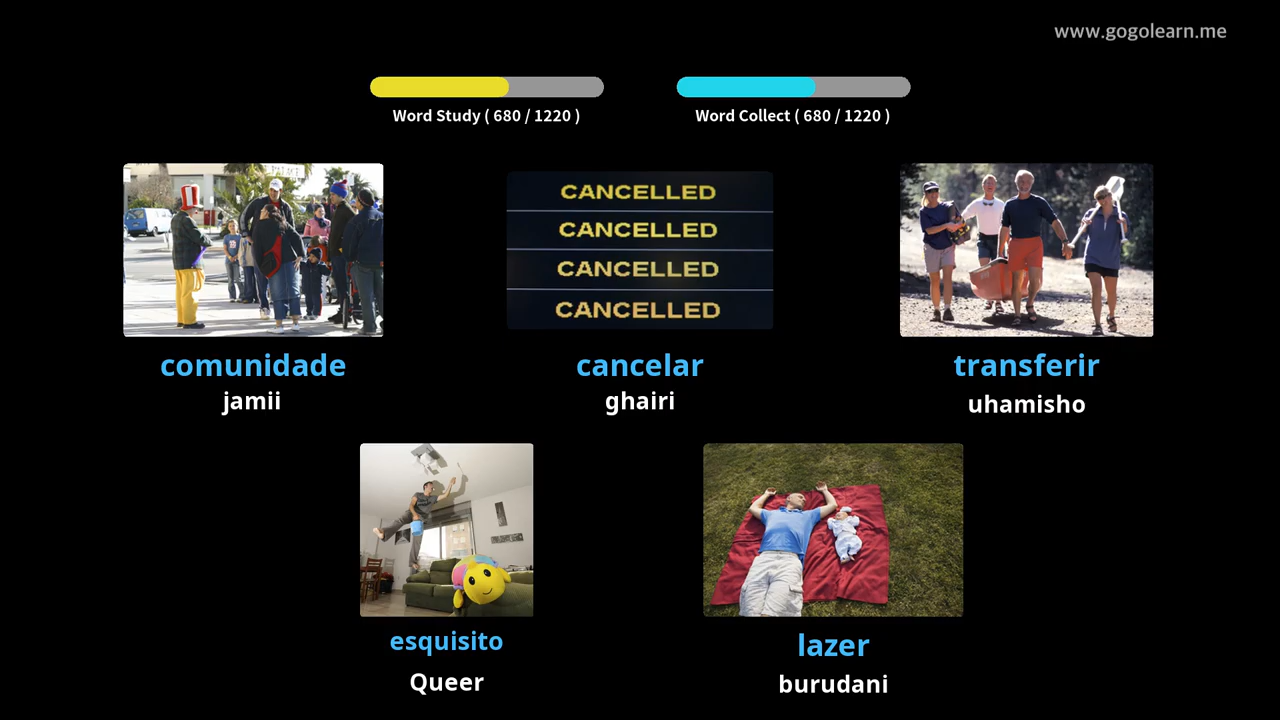 www.gogolearn.me
Word Study ( 680 / 1220 )
Word Collect ( 680 / 1220 )
CANCELLED
CANCELLED
CANCELLED
CANCELLED
comunidade
cancelar
transferir
jamii
ghairi
uhamisho
esquisito
lazer
Queer
burudani